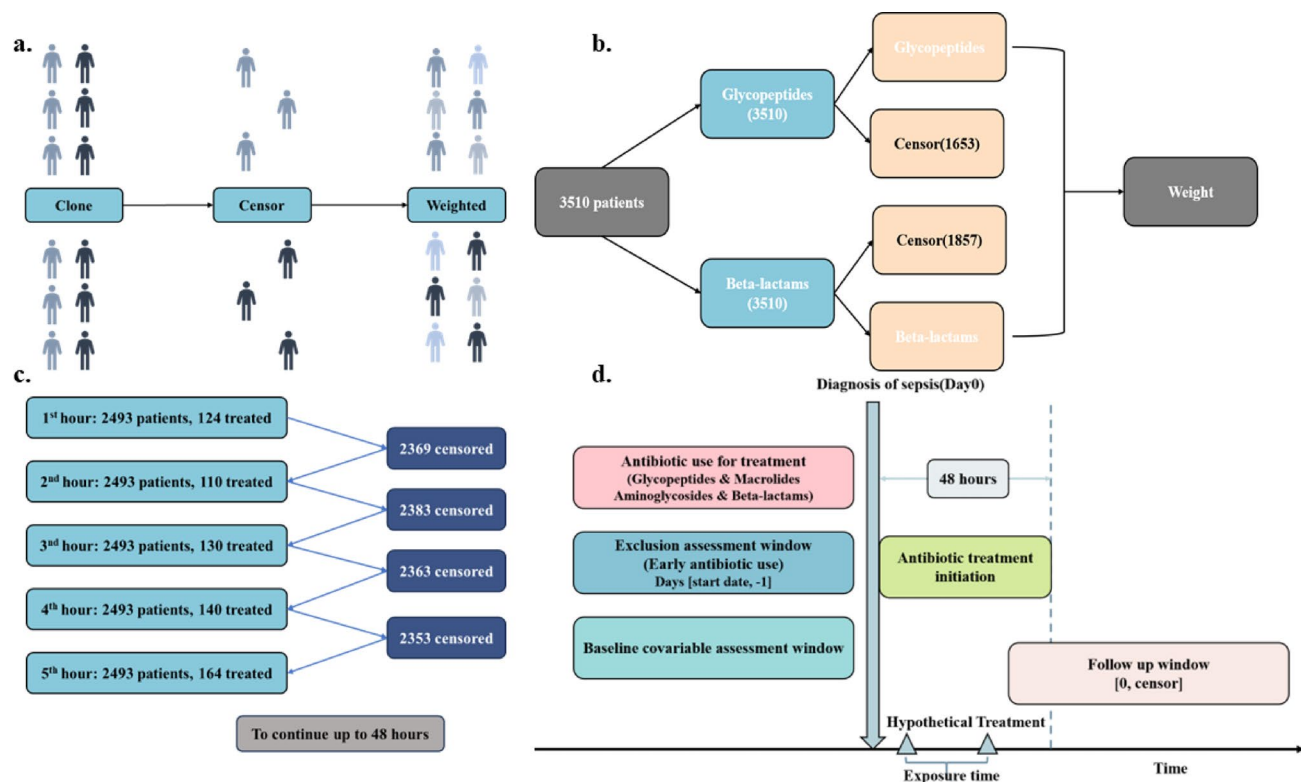 a.
Clone
Censor
Weighted
b.
3510 patients
Glycopeptides
(3510)
Beta-lactams
(3510)
Glycopeptides
Censor(1653)
Censor(1857)
Beta-lactams
Weight
c.
1st hour: 2493 patients, 124 treated
2369 censored
2nd hour: 2493 patients, 110 treated
2383 censored
3nd hour: 2493 patients, 130 treated
2363 censored
4th hour: 2493 patients, 140 treated
2353 censored
5th hour: 2493 patients, 164 treated
To continue up to 48 hours
d.
Diagnosis of sepsis(Day0)
Antibiotic use for treatment
(Glycopeptides & Macrolides
Aminoglycosides & Beta-lactams)
48 hours
Exclusion assessment window
(Early antibiotic use)
Days [start date, -1]
Antibiotic treatment
initiation
Baseline covariable assessment window
Follow up window
[0, censor]
Hypothetical Treatment
Exposure time
Time